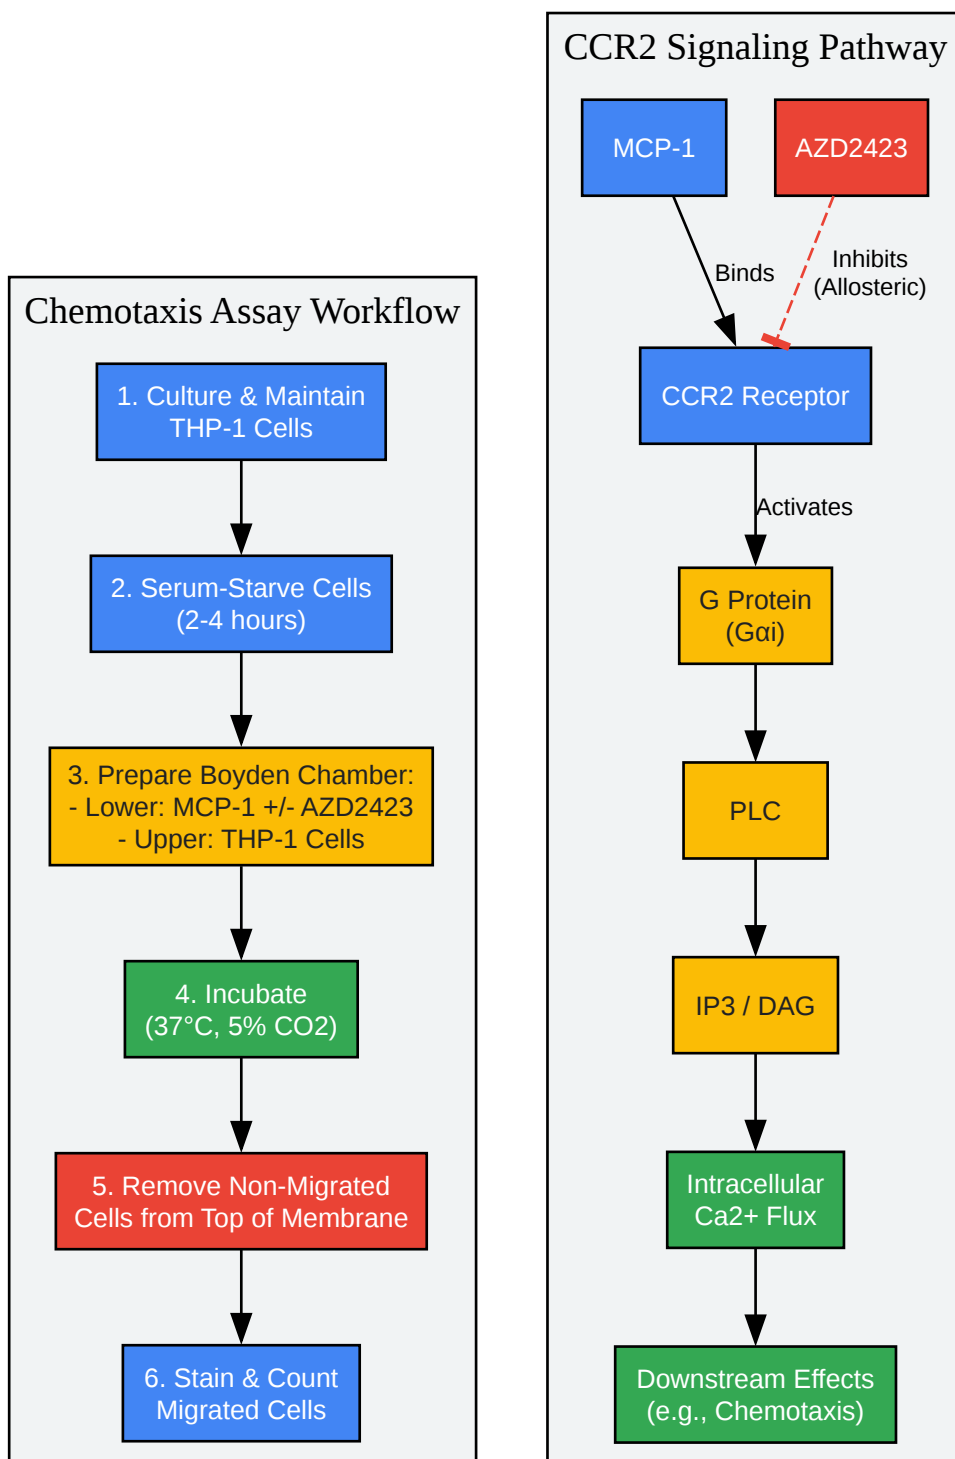 Chemotaxis Assay Workflow
1. Culture & Maintain
THP-1 Cells
2. Serum-Starve Cells
(2-4 hours)
3. Prepare Boyden Chamber:
- Lower: MCP-1 +/- AZD2423
- Upper: THP-1 Cells
4. Incubate
(37°C, 5% CO2)
5. Remove Non-Migrated
Cells from Top of Membrane
6. Stain & Count
Migrated Cells
CCR2 Signaling Pathway
MCP-1
AZD2423
Binds
Inhibits
(Allosteric)
CCR2 Receptor
Activates
G Protein
(Gαi)
PLC
IP3 / DAG
Intracellular
Ca2+ Flux
Downstream Effects
(e.g., Chemotaxis)